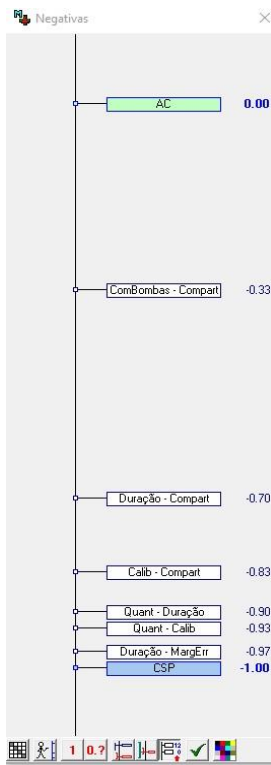 Negativas
AC 0.00
ComBombas - Compart -0.33
Duração - Compart -0.70
Calib - Compart -0.83
Quant - Duração -0.90
Quant - Calib -0.93
Duração - MargErr -0.97
CSP -1.00
1 0.?